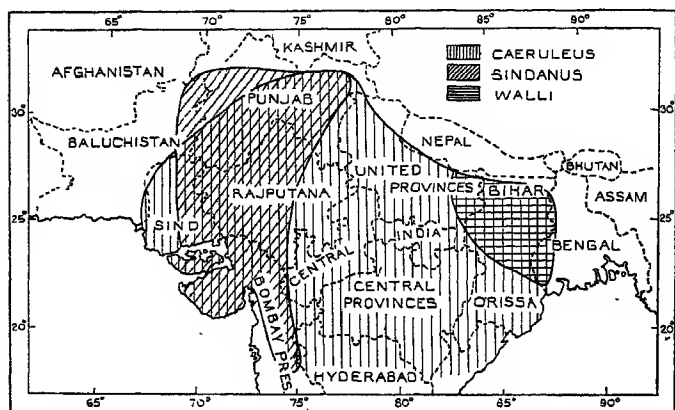 65° 70° 75° 80° 85° 90°
KASHMIR
AFGHANISTAN
CAERULEUS
SINDANUS
WALLI
PUNJAB
30° 30°
BALUCHISTAN
NEPAL
BHUTAN
UNITED
PROVINCES
BIHAR
ASSAM
RAJPUTANA
25° 25°
SIND
INDIA
BENGAL
CENTRAL
CENTRAL
PROVINCES
ORISSA
BOMBAY PRES.
20° 20°
HYDERABAD
65° 70° 75° 80° 85° 90°